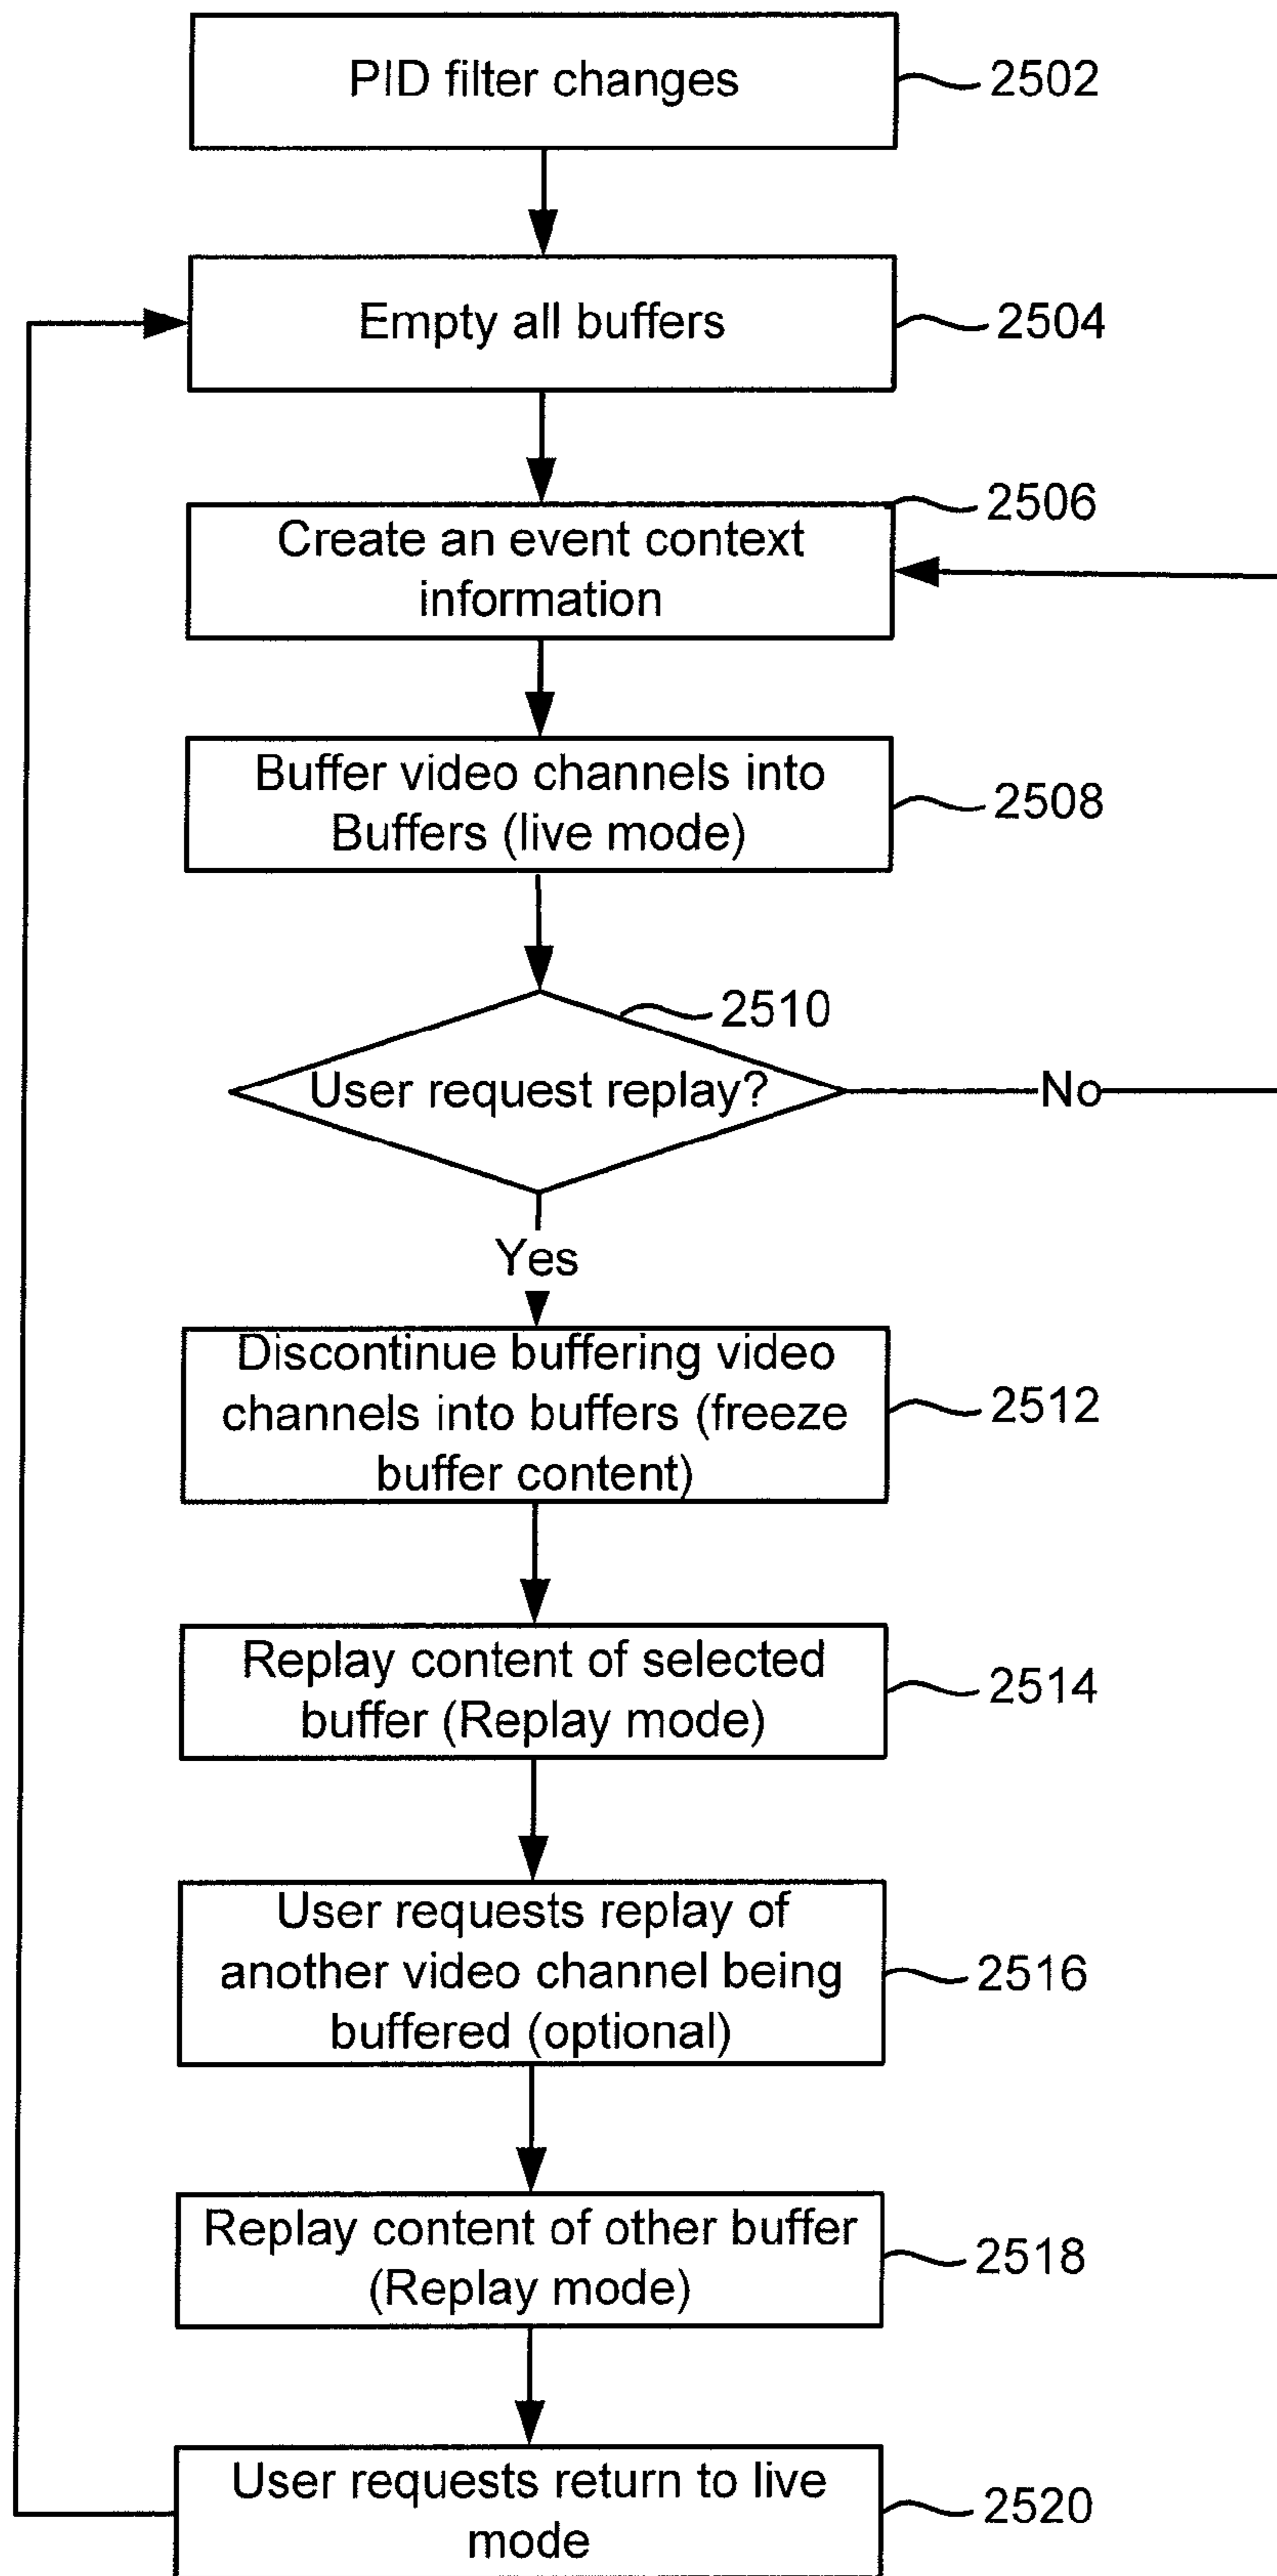 PID filter changes
2502
Empty all buffers
2504
2506
Create an event context
information
Buffer video channels into
Buffers (live mode)
2508
2510
User request replay?
No
Yes
Discontinue buffering video
channels into buffers (freeze
buffer content)
2512
Replay content of selected
buffer (Replay mode)
2514
User requests replay of
another video channel being
buffered (optional)
2516
Replay content of other buffer
(Replay mode)
2518
User requests return to live
mode
2520